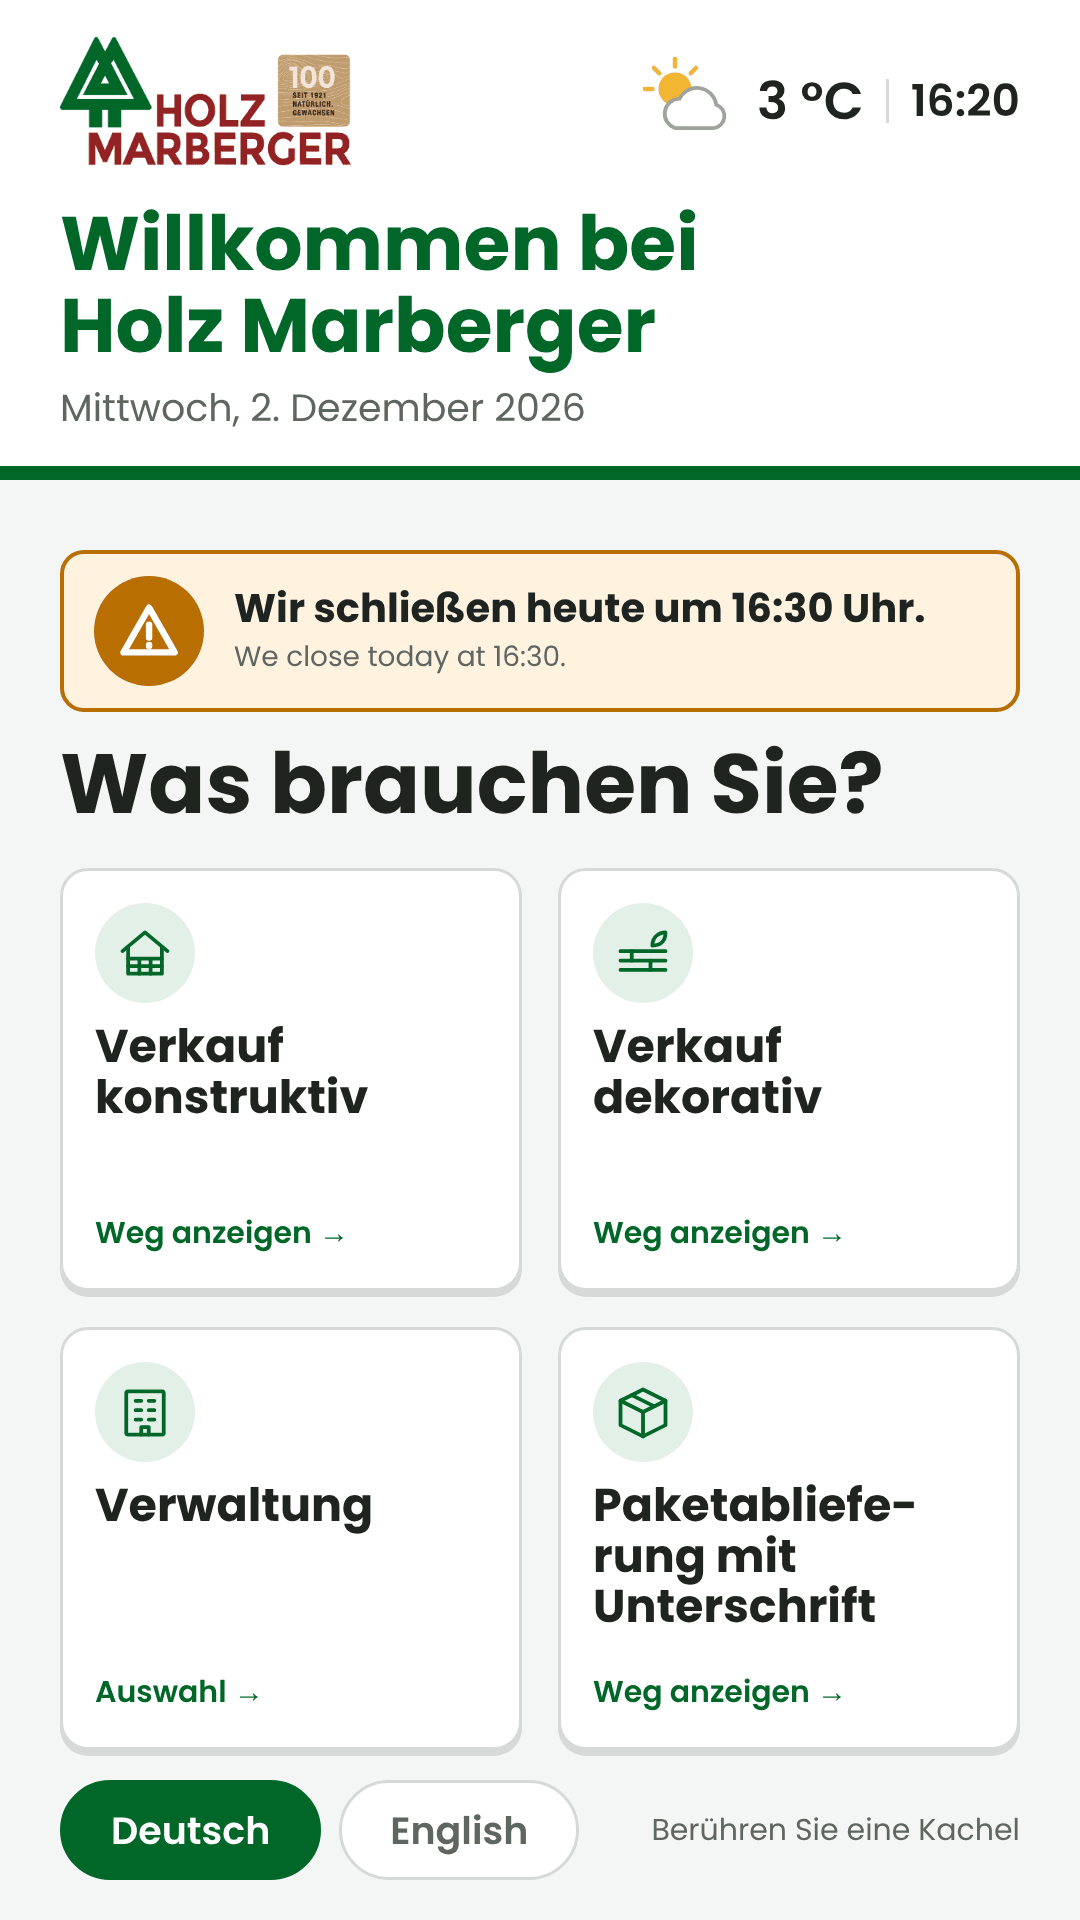 HOLZ
MARBERGER
100
SEIT 1921
NATÜRLICH.
GEWACHSEN
3 °C
16:20
Willkommen bei
Holz Marberger
Mittwoch, 2. Dezember 2026
Wir schließen heute um 16:30 Uhr.
We close today at 16:30.
Was brauchen Sie?
Verkauf
konstruktiv
Weg anzeigen →
Verkauf
dekorativ
Weg anzeigen →
Verwaltung
Auswahl →
Paketabliefe-
rung mit
Unterschrift
Weg anzeigen →
Deutsch
English
Berühren Sie eine Kachel